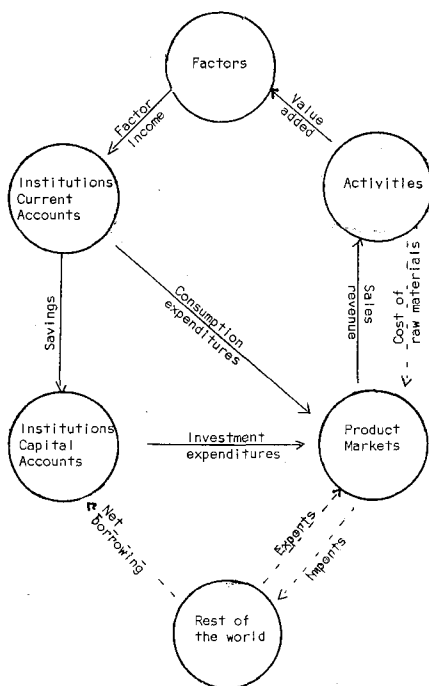 Factors
Factor
Income
Value
added
Institutions
Current
Accounts
Activities
Savings
Consumption
expenditures
Sales
revenue
Cost of
raw materials
Institutions
Capital
Accounts
Investment
expenditures
Product
Markets
Net
borrowing
Exports
Imports
Rest of
the world